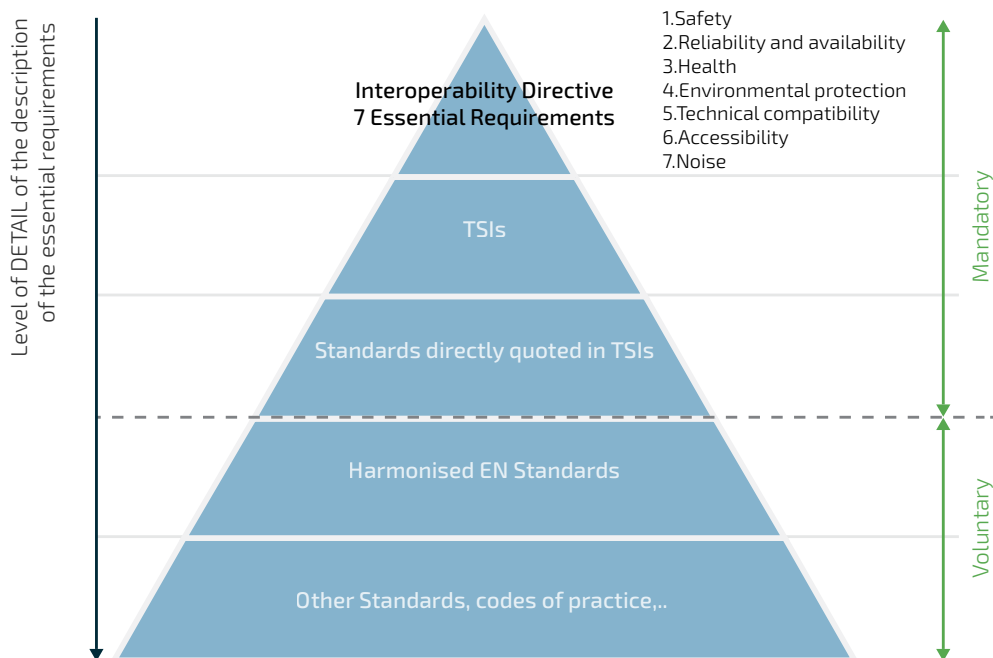 Level of DETAIL of the description
of the essential requirements
Interoperability Directive
7 Essential Requirements
1.Safety
2.Reliability and availability
3.Health
4.Environmental protection
5.Technical compatibility
6.Accessibility
7.Noise
TSIs
Standards directly quoted in TSIs
Harmonised EN Standards
Other Standards, codes of practice,..
Mandatory
Voluntary